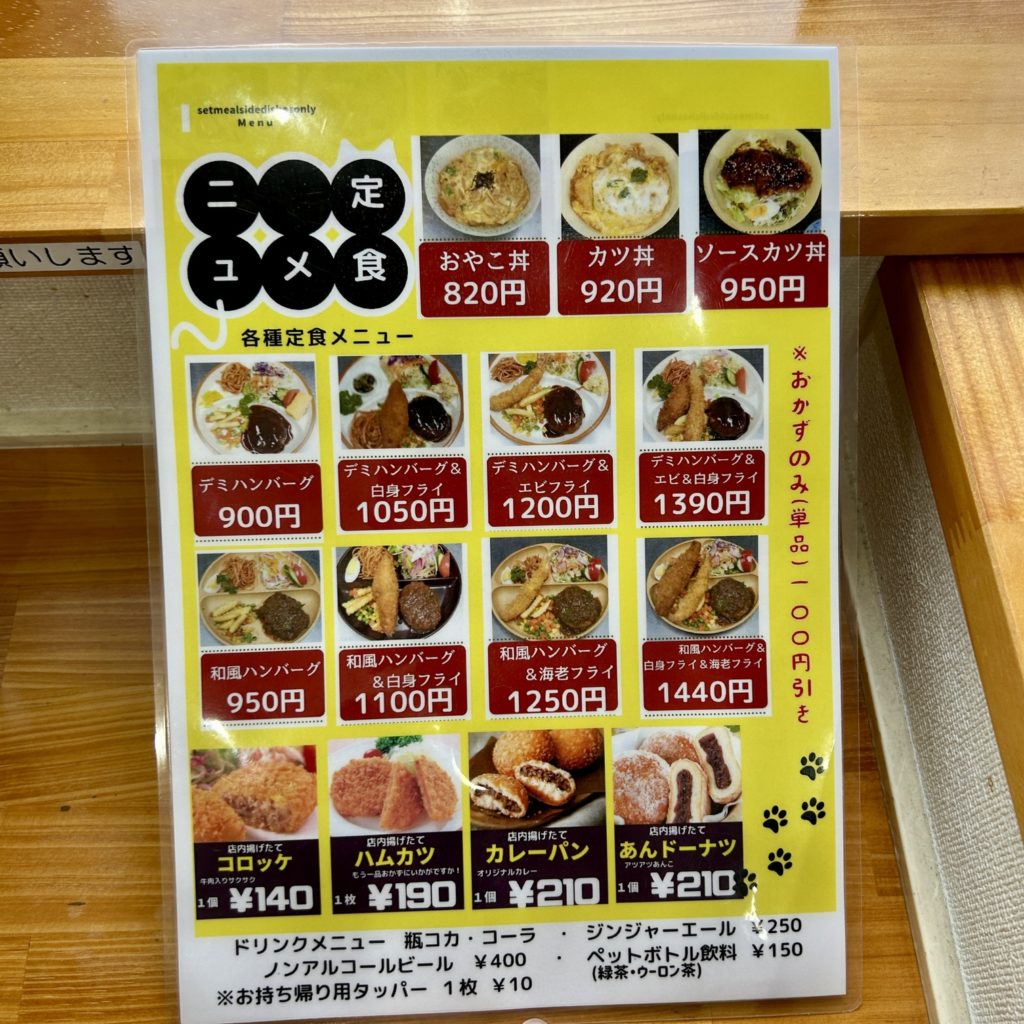 setmealsidedishesonly
Menu
定食
メ
ニュ
各種定食メニュー
おやこ丼
820円
カツ丼
920円
ソースカツ丼
950円
願いします
※おかずのみ(単品)一〇〇円引き
デミハンバーグ
900円
デミハンバーグ&
白身フライ
1050円
デミハンバーグ&
エビフライ
1200円
デミハンバーグ&
エビ&白身フライ
1390円
和風ハンバーグ
950円
和風ハンバーグ
&白身フライ
1100円
和風ハンバーグ
&海老フライ
1250円
和風ハンバーグ&
白身フライ&海老フライ
1440円
店内揚げたて
コロッケ
牛肉入りサクサク
1個 ¥140
店内揚げたて
ハムカツ
もう一品おかずにいかがですか!
1枚 ¥190
店内揚げたて
カレーパン
オリジナルカレー
1個 ¥210
店内揚げたて
あんドーナツ
アツアツあんこ
1個 ¥210
ドリンクメニュー 瓶コカ・コーラ ・ ジンジャーエール ¥250
ノンアルコールビール ¥400 ・ ペットボトル飲料 ¥150
(緑茶・ウーロン茶)
※お持ち帰り用タッパー 1枚 ¥10